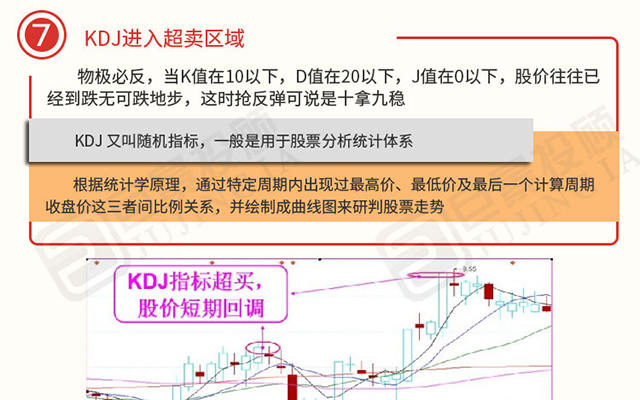 7
KDJ进入超卖区域
物极必反，当K值在10以下，D值在20以下，J值在0以下，股价往往已
经到跌无可跌地步，这时抢反弹可说是十拿九稳
KDJ 又叫随机指标，一般是用于股票分析统计体系
根据统计学原理，通过特定周期内出现过最高价、最低价及最后一个计算周期
收盘价这三者间比例关系，并绘制成曲线图来研判股票走势
KDJ指标超买，
股价短期回调